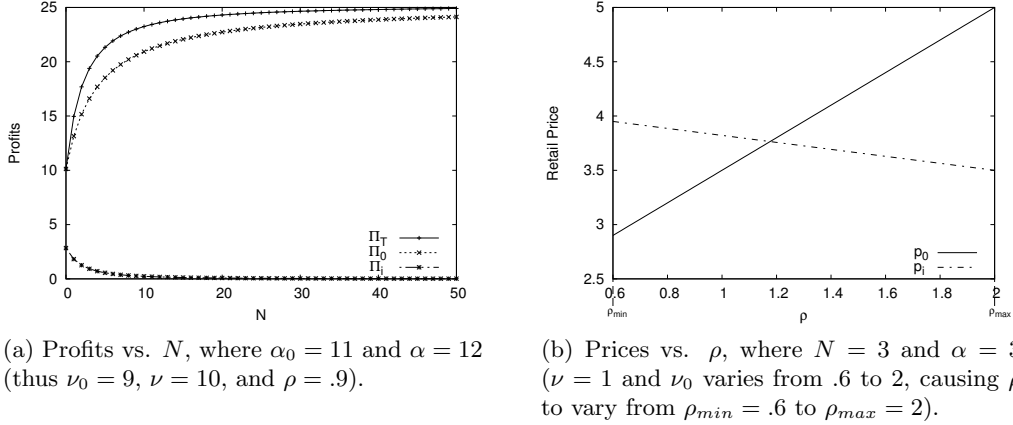 25
20
15
10
5
0
Profits
Π_T
Π_0
Π_i
0 10 20 30 40 50
N
(a) Profits vs. N, where α₀ = 11 and α = 12
(thus ν₀ = 9, ν = 10, and ρ = .9).
5
4.5
4
3.5
3
2.5
Retail Price
p_0
p_i
0.6 0.8 1 1.2 1.4 1.6 1.8 2
ρ_min ρ ρ_max
(b) Prices vs. ρ, where N = 3 and α = 3
(ν = 1 and ν₀ varies from .6 to 2, causing ρ
to vary from ρ_min = .6 to ρ_max = 2).